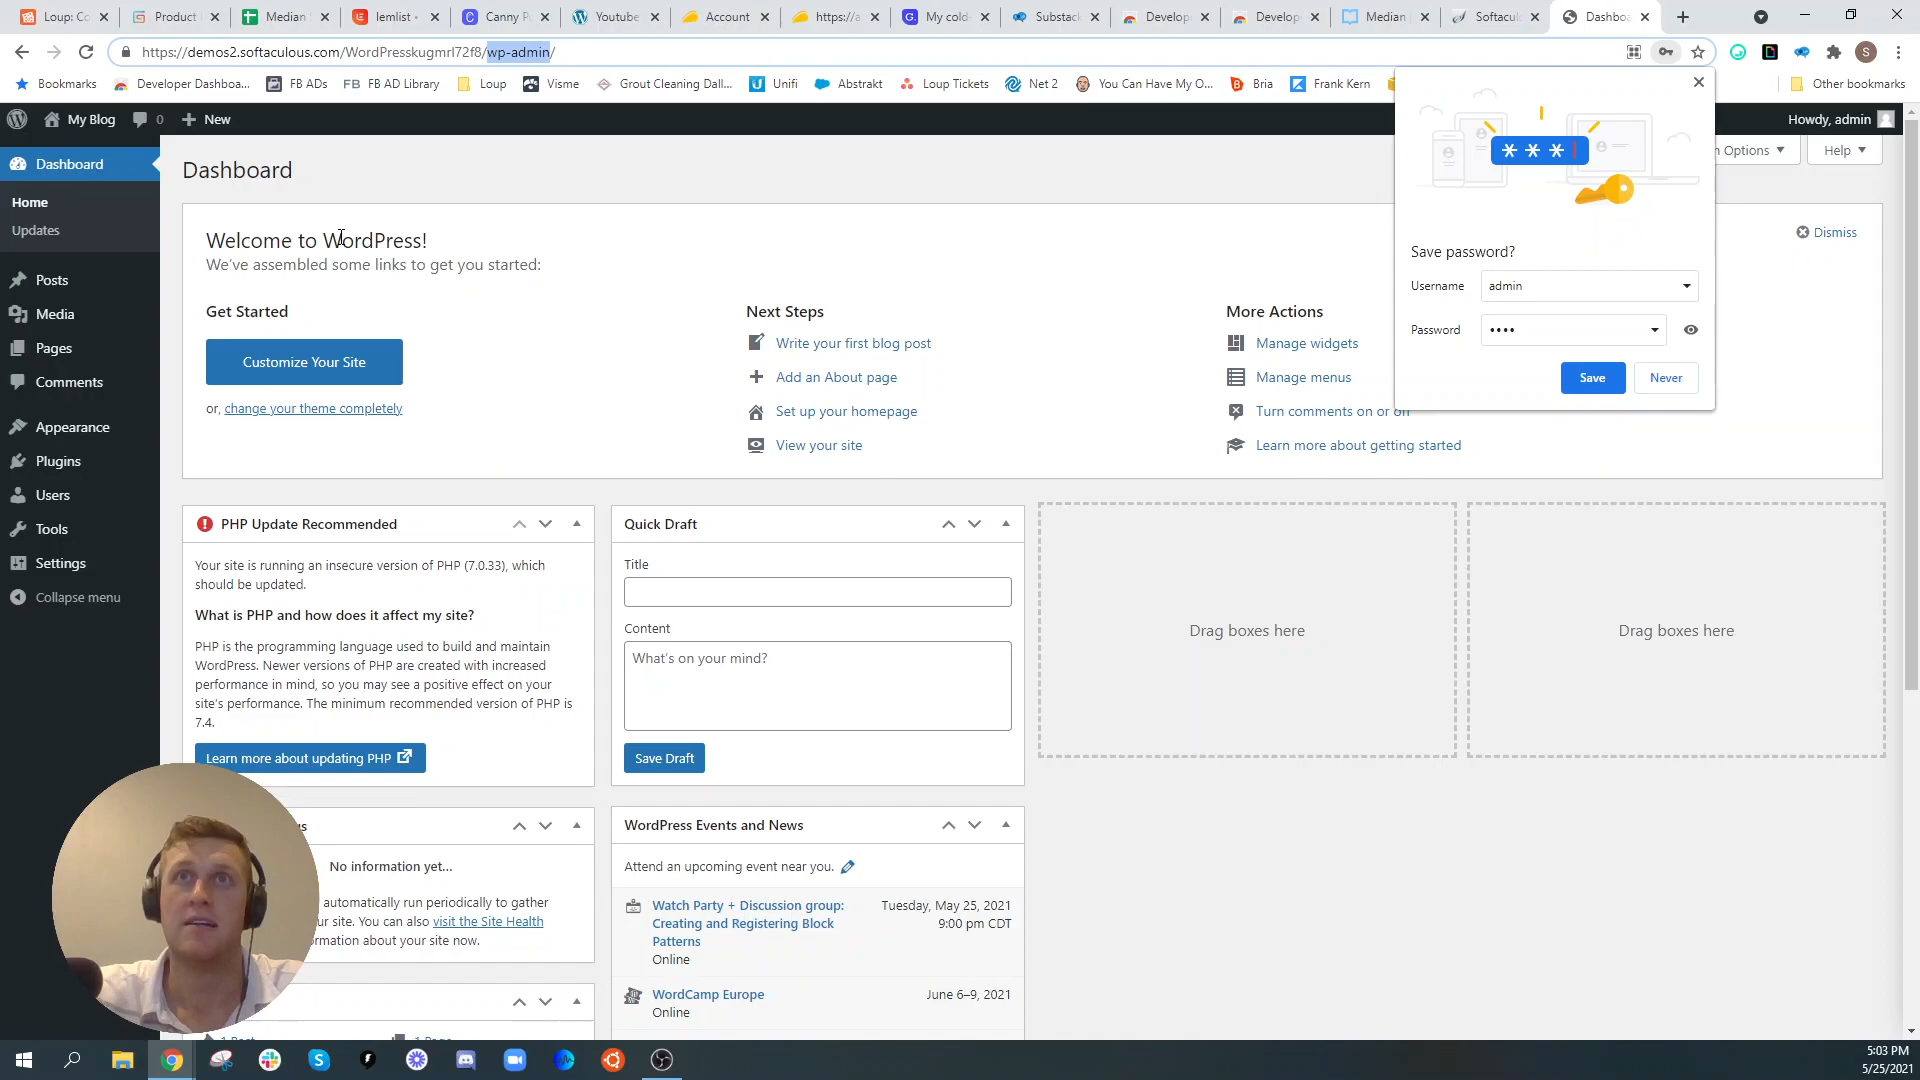 Loup: Co
Product
Median
lemlist •
Canny P
Youtube
Account
https://a
My cold
Substack
Develop
Develop
Median
Softacul
Dashboa
https://demos2.softaculous.com/WordPresskugmrl72f8/wp-admin/
S
Bookmarks
Developer Dashboa...
FB ADs
FB AD Library
Loup
Visme
Grout Cleaning Dall...
Unifi
Abstrakt
Loup Tickets
Net 2
You Can Have My O...
Bria
Frank Kern
Other bookmarks
My Blog
0
New
Howdy, admin
Dashboard
Home
Updates
Posts
Media
Pages
Comments
Appearance
Plugins
Users
Tools
Settings
Collapse menu
Dashboard
n Options
Help
Welcome to WordPress!
We've assembled some links to get you started:
Dismiss
Get Started
Customize Your Site
or, change your theme completely
Next Steps
Write your first blog post
Add an About page
Set up your homepage
View your site
More Actions
Manage widgets
Manage menus
Turn comments on or off
Learn more about getting started
Save password?
Username
admin
Password
Save
Never
PHP Update Recommended
Your site is running an insecure version of PHP (7.0.33), which
should be updated.
What is PHP and how does it affect my site?
PHP is the programming language used to build and maintain
WordPress. Newer versions of PHP are created with increased
performance in mind, so you may see a positive effect on your
site's performance. The minimum recommended version of PHP is
7.4.
Learn more about updating PHP
Quick Draft
Title
Content
What's on your mind?
Save Draft
Drag boxes here
Drag boxes here
us
No information yet...
automatically run periodically to gather
ur site. You can also visit the Site Health
ormation about your site now.
WordPress Events and News
Attend an upcoming event near you.
Watch Party + Discussion group:
Creating and Registering Block
Patterns
Online
Tuesday, May 25, 2021
9:00 pm CDT
WordCamp Europe
Online
June 6–9, 2021
5:03 PM
5/25/2021